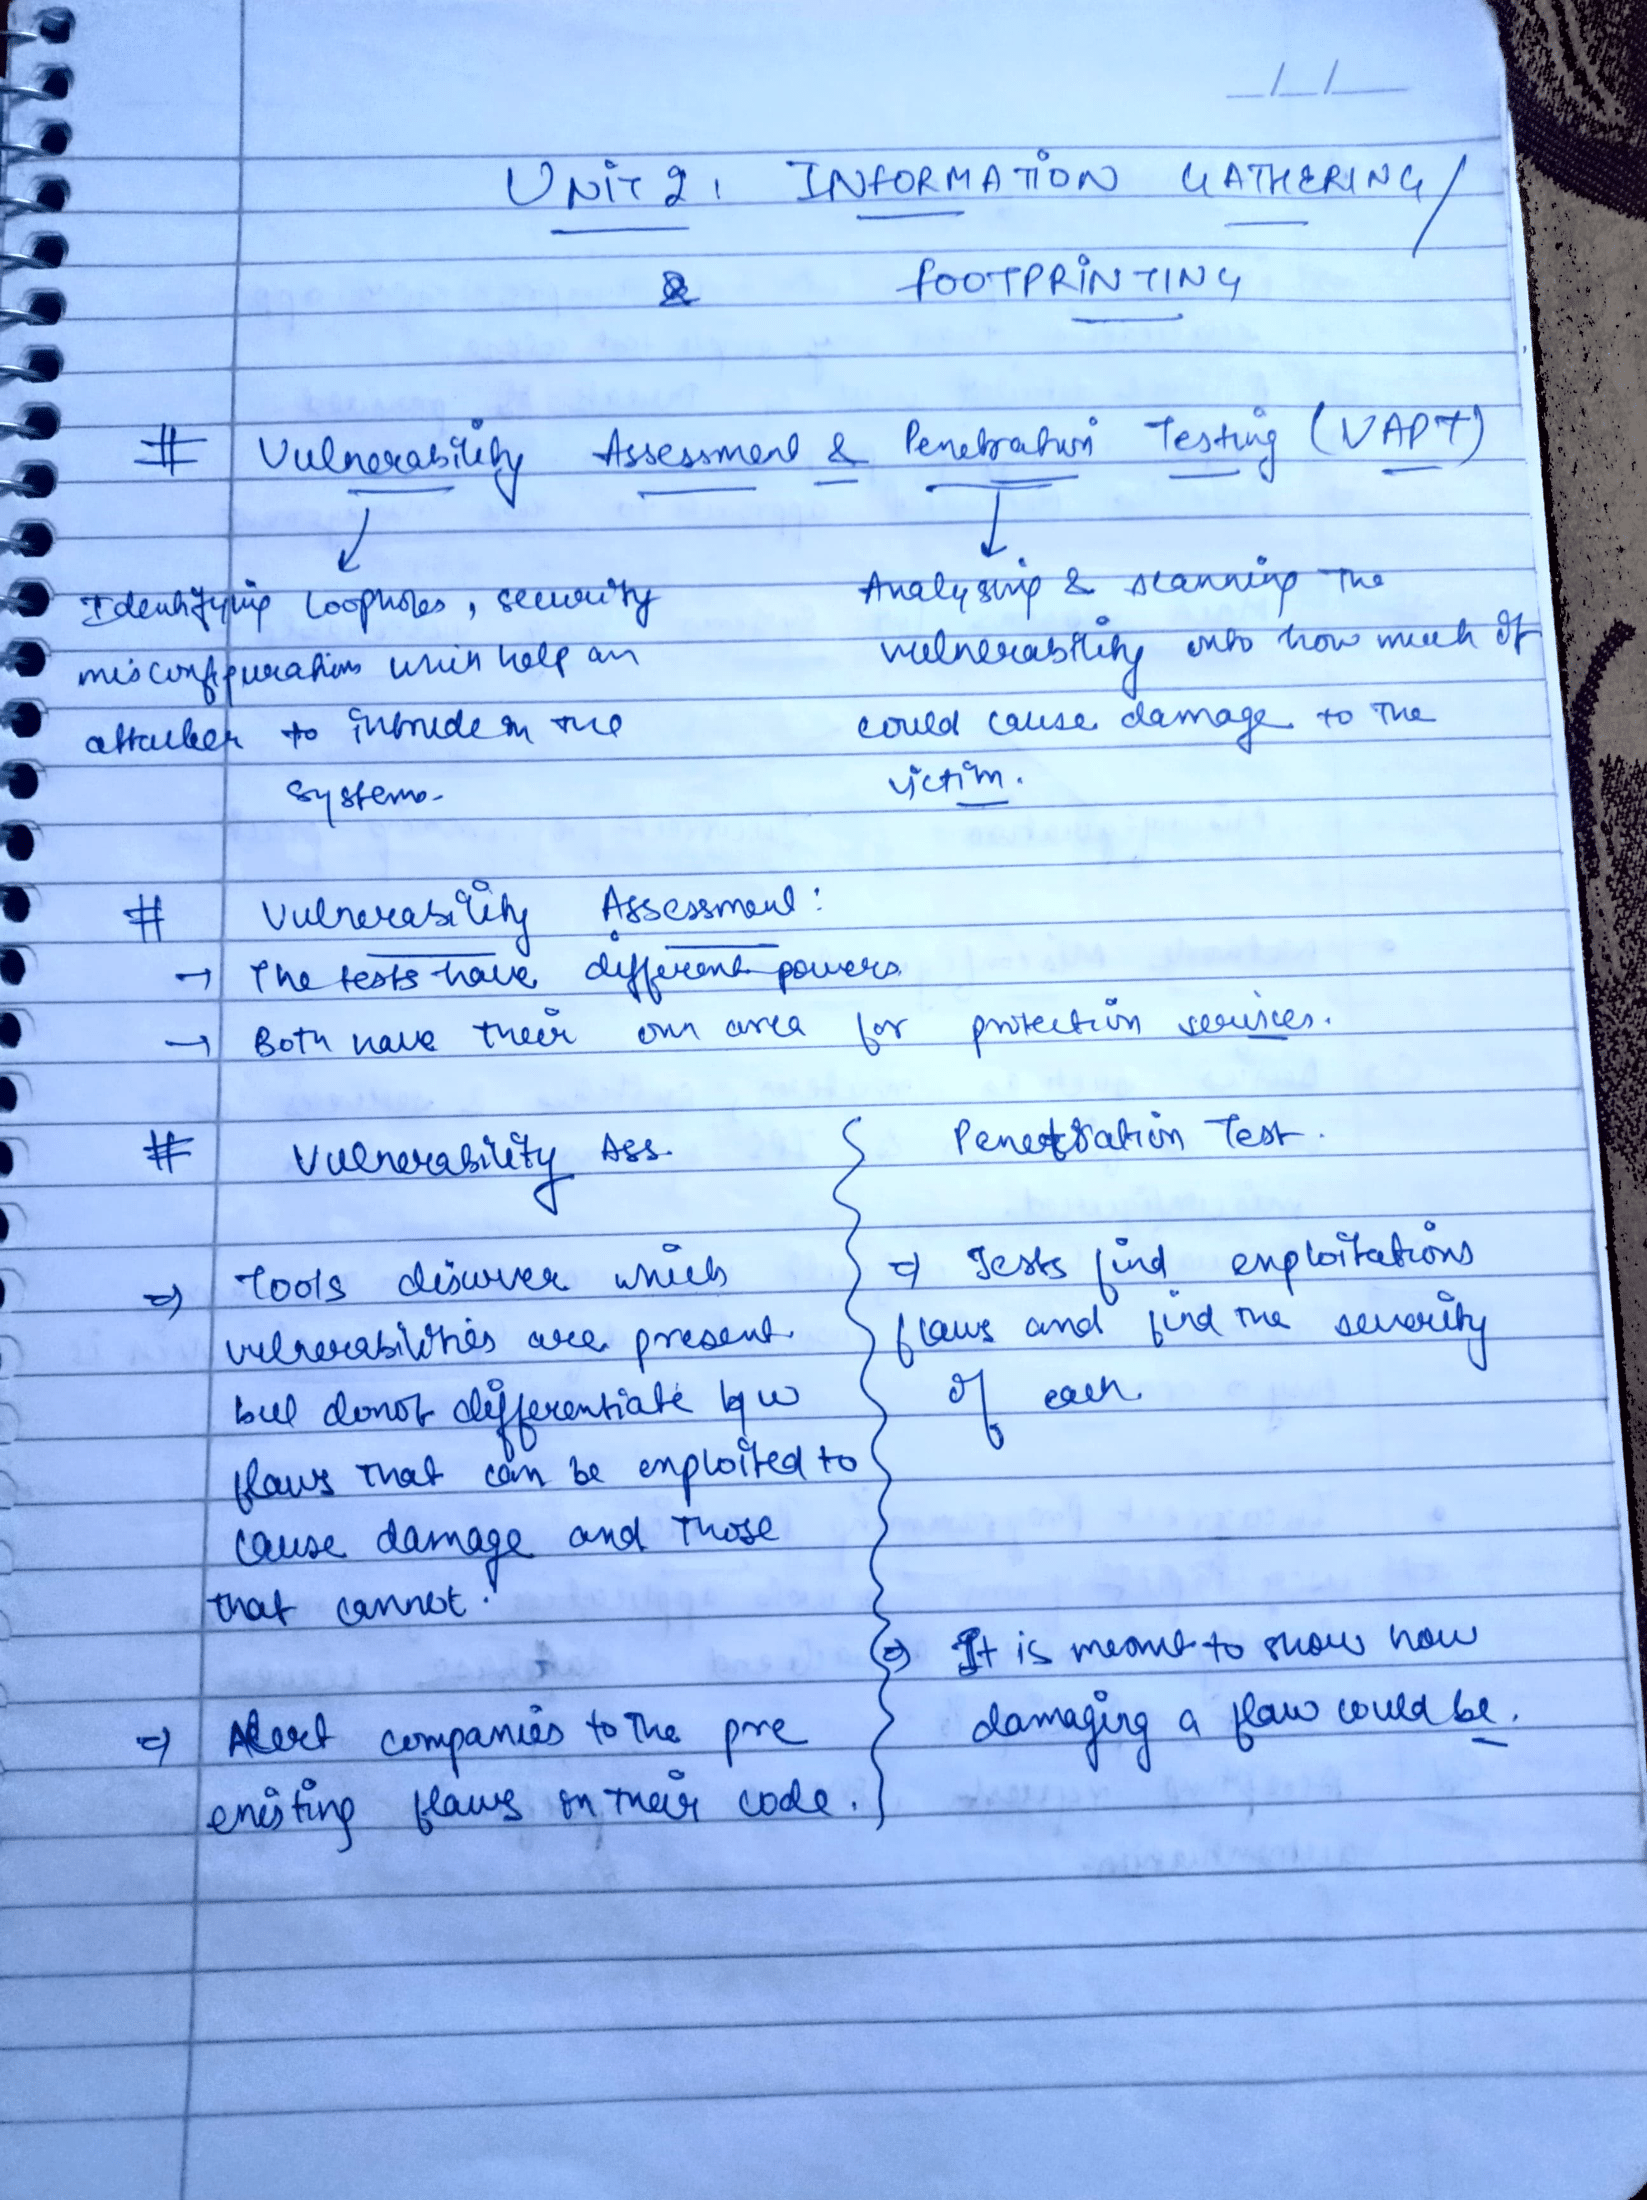 __/__/__
UNIT 2: INFORMATION GATHERING/
& FOOTPRINTING
# Vulnerability Assessment & Penetration Testing (VAPT)
Identifying loopholes, security
misconfigurations which help an
attacker to intrude in the
systems.
Analysing & scanning the
vulnerability onto how much it
could cause damage to the
victim.
# Vulnerability Assessment:
→ The tests have different powers
→ Both have their own area for protection services.
# Vulnerability Ass.
⇒ Tools discover which
vulnerabilities are present
but donot differentiate b/w
flaws that can be exploited to
cause damage and those
that cannot.
⇒ Alert companies to the pre
existing flaws in their code.
Penetration Test.
⇒ Tests find exploitations
flaws and find the severity
of each
⇒ It is meant to show how
damaging a flaw could be.